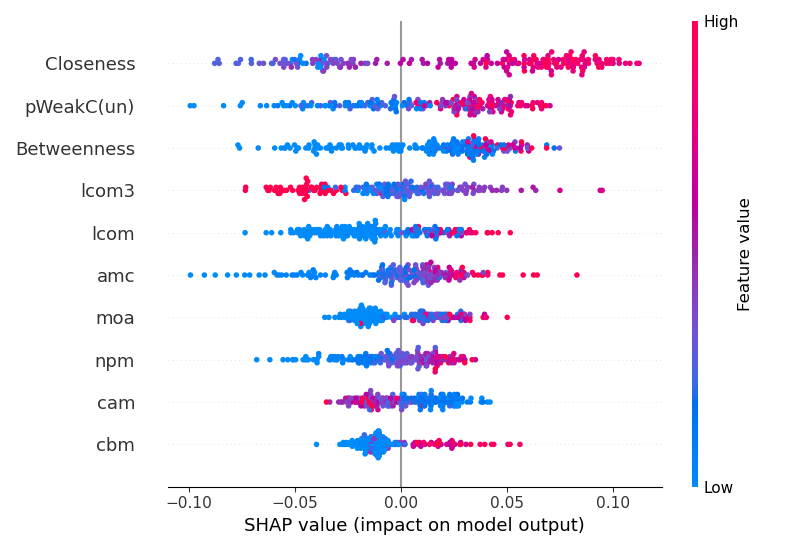 High
Closeness
pWeakC(un)
Betweenness
lcom3
lcom
amc
moa
npm
cam
cbm
Feature value
Low
−0.10 −0.05 0.00 0.05 0.10
SHAP value (impact on model output)